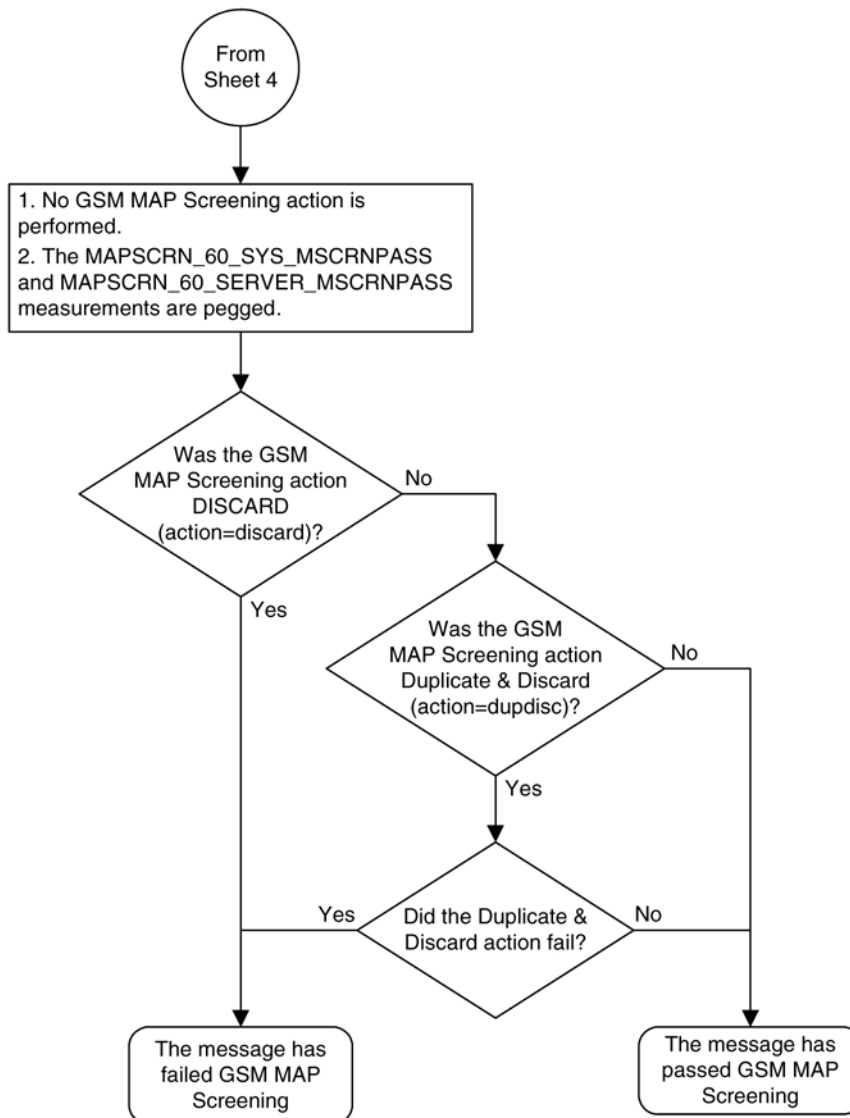 From
Sheet 4
1. No GSM MAP Screening action is
performed.
2. The MAPSCRN_60_SYS_MSCRNPASS
and MAPSCRN_60_SERVER_MSCRNPASS
measurements are pegged.
Was the GSM
MAP Screening action
DISCARD
(action=discard)?
No
Yes
Was the GSM
MAP Screening action
Duplicate & Discard
(action=dupdisc)?
No
Yes
Did the Duplicate &
Discard action fail?
Yes
No
The message has
failed GSM MAP
Screening
The message has
passed GSM MAP
Screening